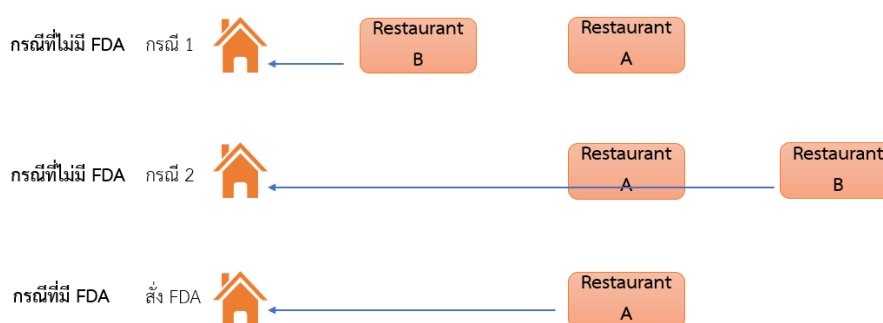 กรณีที่ไม่มี FDA กรณี 1
Restaurant
B
Restaurant
A
กรณีที่ไม่มี FDA กรณี 2
Restaurant
A
Restaurant
B
กรณีที่มี FDA สั่ง FDA
Restaurant
A